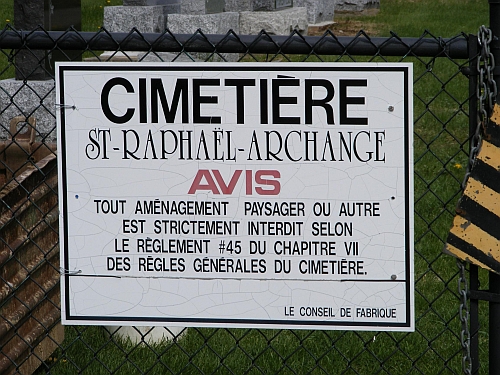 CIMETIÈRE
ST-RAPHAËL-ARCHANGE
AVIS
TOUT AMÉNAGEMENT PAYSAGER OU AUTRE
EST STRICTEMENT INTERDIT SELON
LE RÈGLEMENT #45 DU CHAPITRE VII
DES RÈGLES GÉNÉRALES DU CIMETIÈRE.
LE CONSEIL DE FABRIQUE